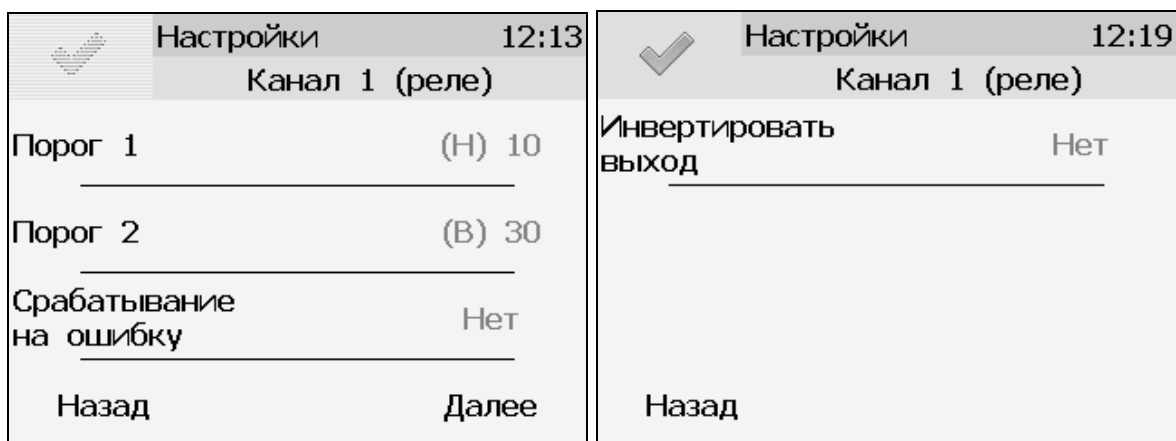 Настройки 12:13
Канал 1 (реле)
Порог 1 (Н) 10
Порог 2 (В) 30
Срабатывание
на ошибку Нет
Назад Далее
Настройки 12:19
Канал 1 (реле)
Инвертировать
выход Нет
Назад